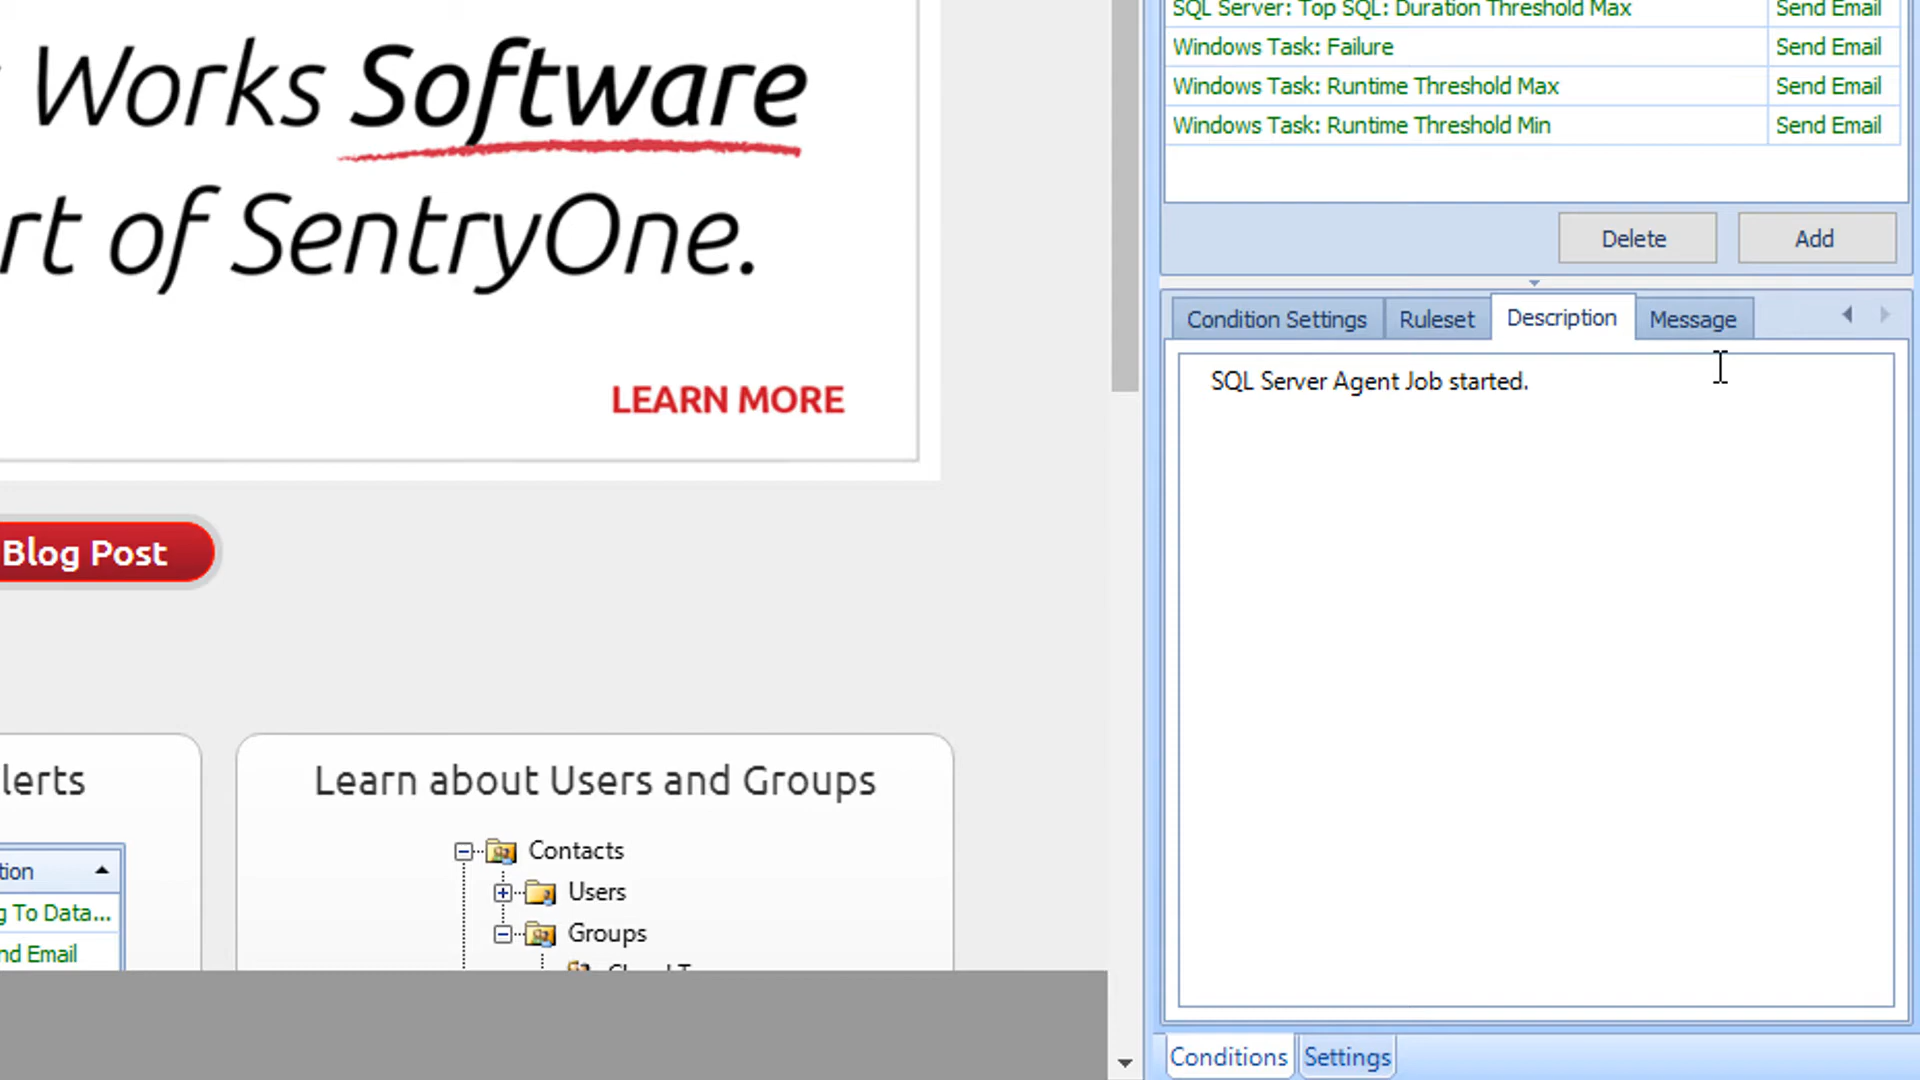 Works Software
rt of SentryOne.
LEARN MORE
Blog Post
lerts
tion
g To Data...
nd Email
Learn about Users and Groups
Contacts
Users
Groups
SQL Server: Top SQL: Duration Threshold Max Send Email
Windows Task: Failure Send Email
Windows Task: Runtime Threshold Max Send Email
Windows Task: Runtime Threshold Min Send Email
Delete Add
Condition Settings Ruleset Description Message
SQL Server Agent Job started.
Conditions Settings